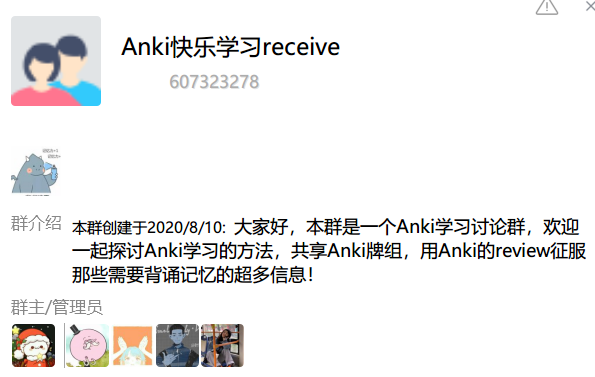 Anki快乐学习receive
607323278
群介绍
本群创建于2020/8/10: 大家好，本群是一个Anki学习讨论群，欢迎
一起探讨Anki学习的方法，共享Anki牌组，用Anki的review征服
那些需要背诵记忆的超多信息！
群主/管理员